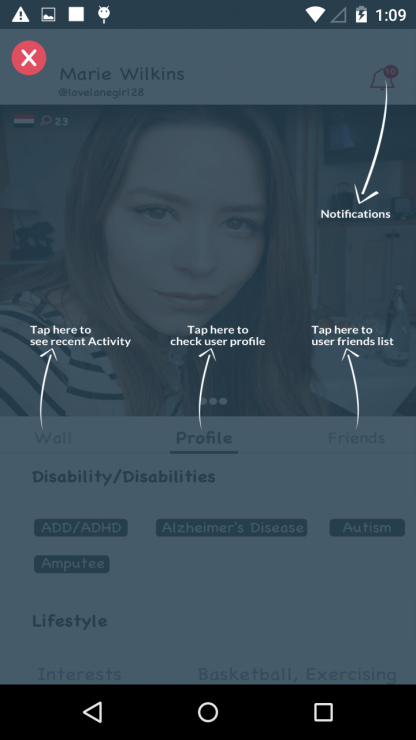 1:09
Marie Wilkins
@lovelanegirl28
10
23
Notifications
Tap here to
see recent Activity
Tap here to
check user profile
Tap here to
user friends list
Wall
Profile
Friends
Disability/Disabilities
ADD/ADHD
Alzheimer's Disease
Autism
Amputee
Lifestyle
Interests
Basketball, Exercising